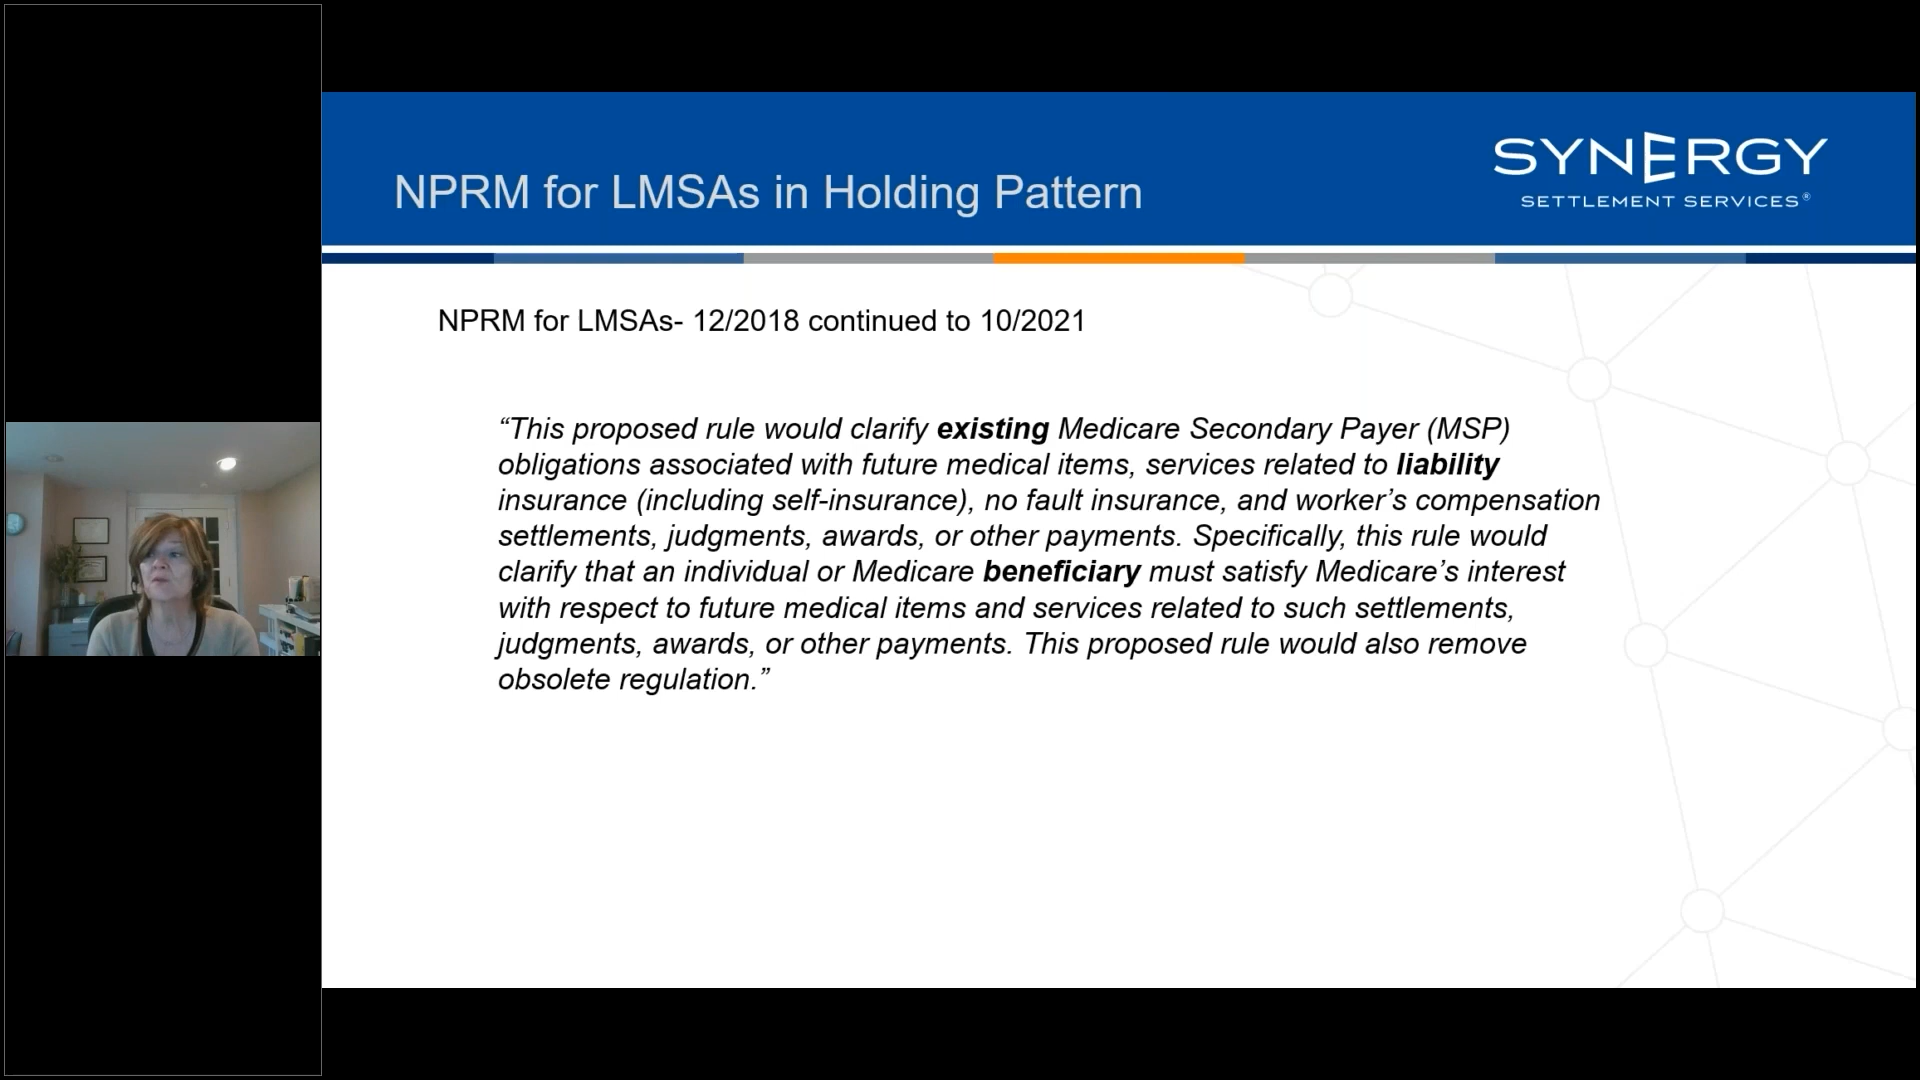 NPRM for LMSAs in Holding Pattern
SYNERGY
SETTLEMENT SERVICES®
NPRM for LMSAs- 12/2018 continued to 10/2021
“This proposed rule would clarify existing Medicare Secondary Payer (MSP)
obligations associated with future medical items, services related to liability
insurance (including self-insurance), no fault insurance, and worker’s compensation
settlements, judgments, awards, or other payments. Specifically, this rule would
clarify that an individual or Medicare beneficiary must satisfy Medicare’s interest
with respect to future medical items and services related to such settlements,
judgments, awards, or other payments. This proposed rule would also remove
obsolete regulation.”